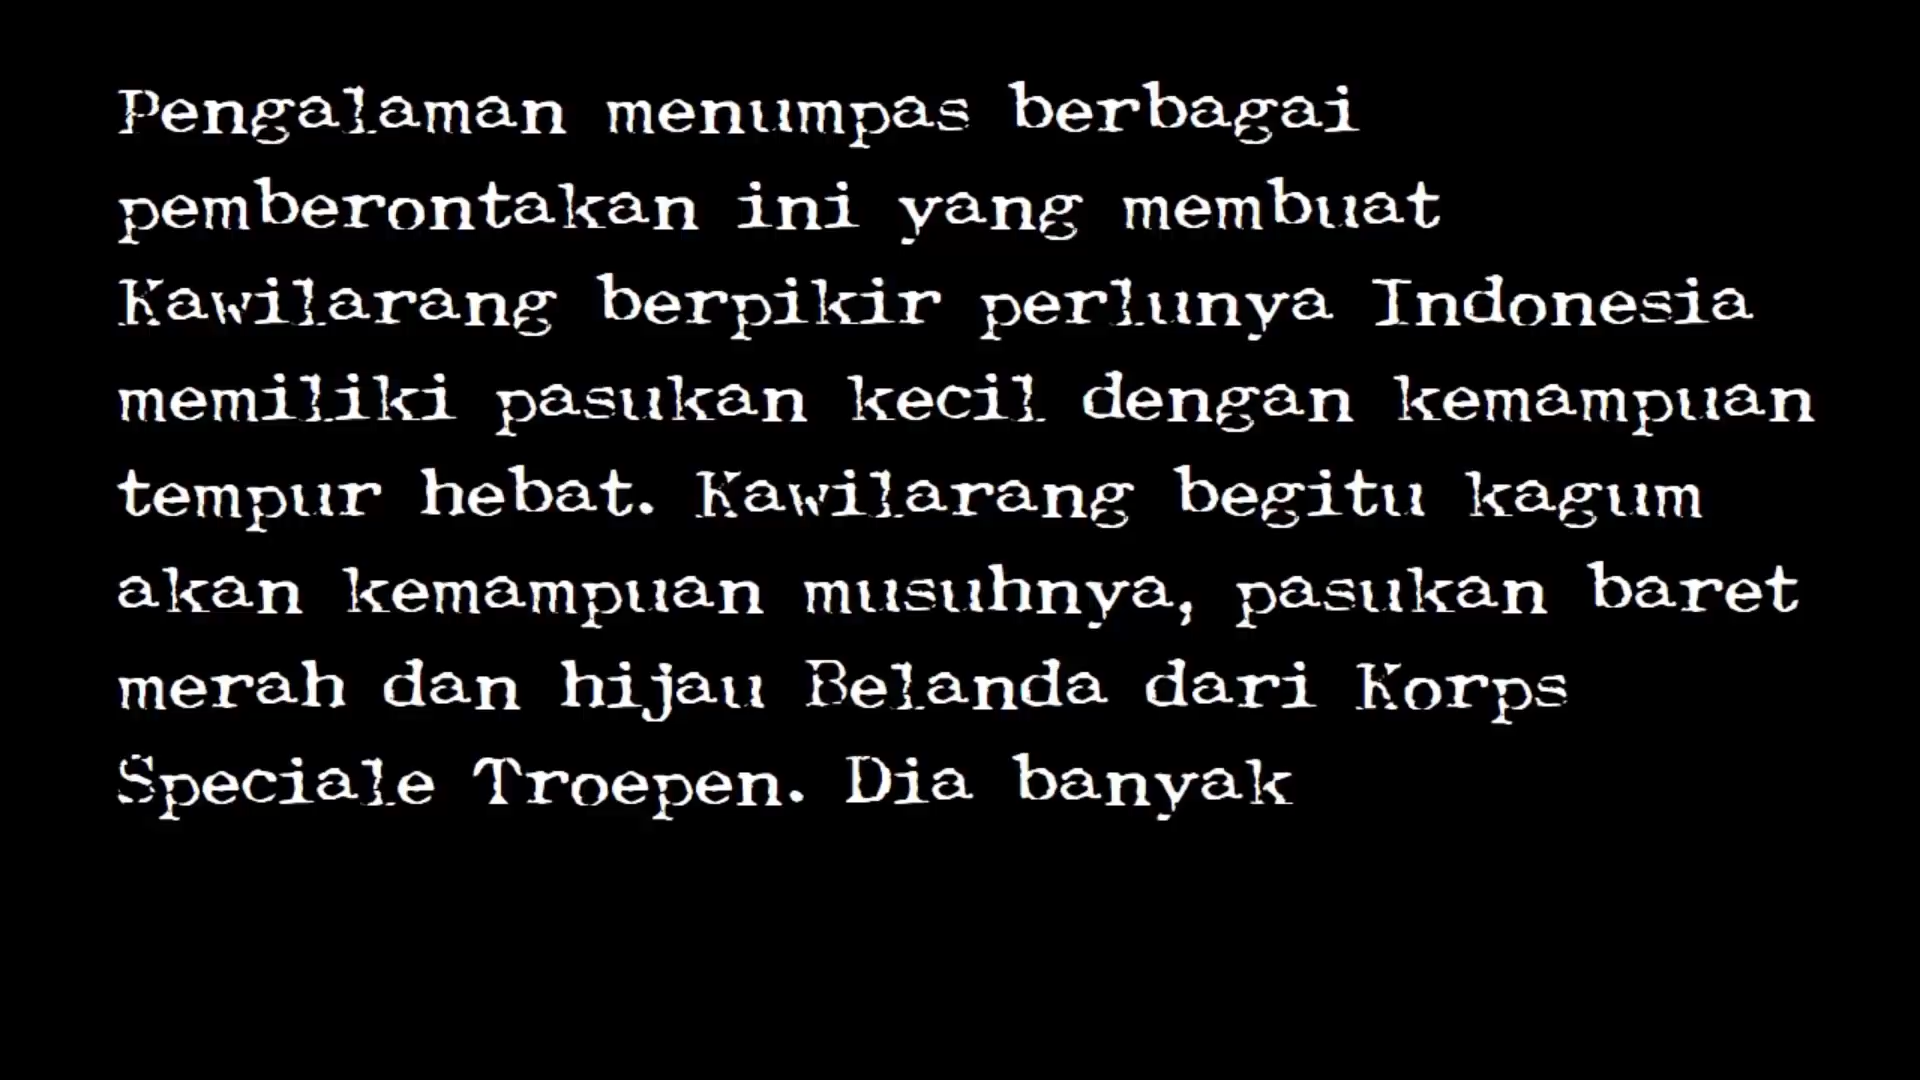 Pengalaman menumpas berbagai
pemberontakan ini yang membuat
Kawilarang berpikir perlunya Indonesia
memiliki pasukan kecil dengan kemampuan
tempur hebat. Kawilarang begitu kagum
akan kemampuan musuhnya, pasukan baret
merah dan hijau Belanda dari Korps
Speciale Troepen. Dia banyak